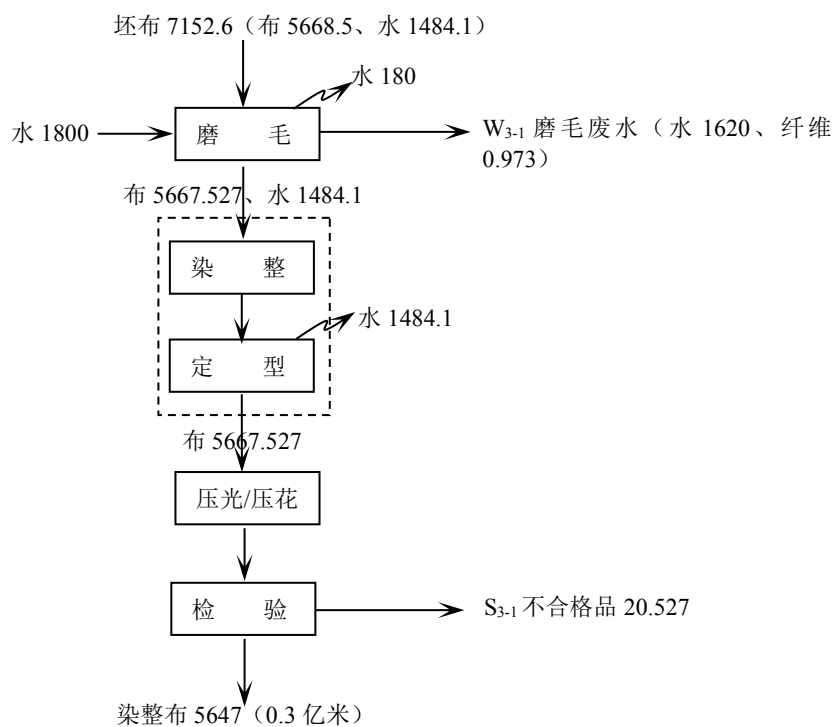 坯布 7152.6（布 5668.5、水 1484.1）
水 180
水 1800
磨 毛
W3-1 磨毛废水（水 1620、纤维
0.973）
布 5667.527、水 1484.1
染 整
水 1484.1
定 型
布 5667.527
压光/压花
检 验
S3-1 不合格品 20.527
染整布 5647（0.3 亿米）